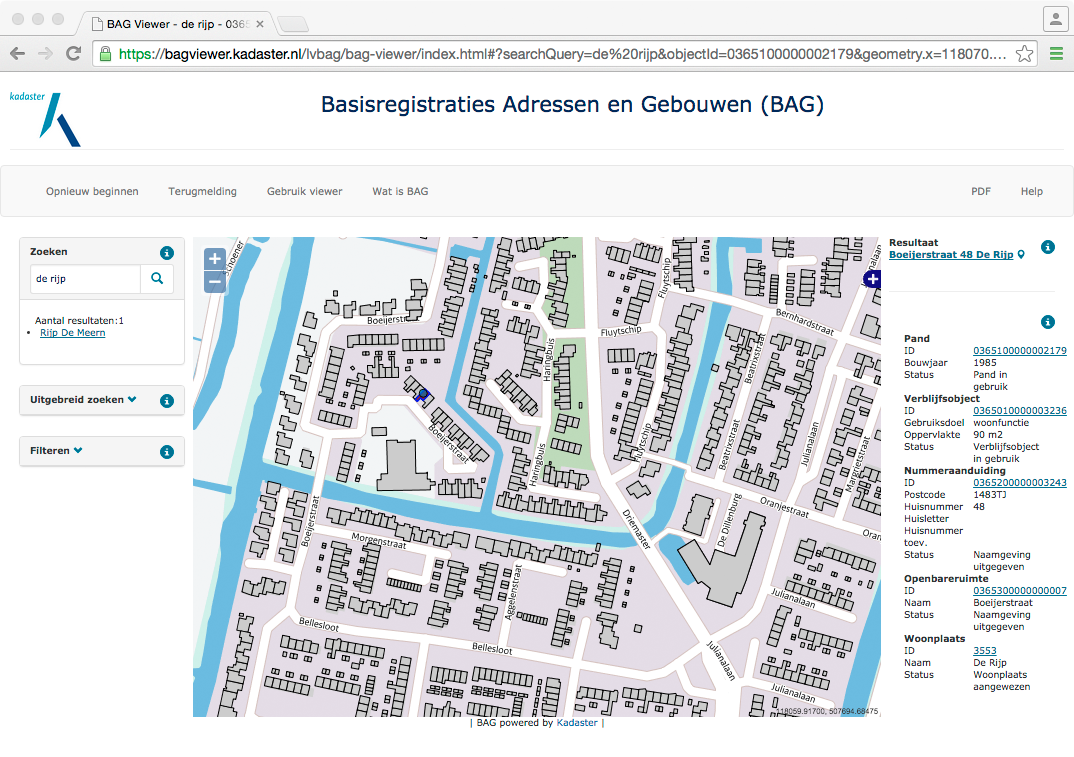 BAG Viewer - de rijp - 036
https://bagviewer.kadaster.nl/lvbag/bag-viewer/index.html#?searchQuery=de%20rijp&objectId=0365100000002179&geometry.x=118070....
kadaster
Basisregistraties Adressen en Gebouwen (BAG)
Opnieuw beginnen Terugmelding Gebruik viewer Wat is BAG PDF Help
Zoeken
de rijp
Aantal resultaten:1
Rijp De Meern
Uitgebreid zoeken
Filteren
+
−
Schoener
Boeijerstr
Fluytschip
Fluytschip
Haringbuis
Haringbuis
Fluytschip
Boeijerstraat
Boeijerstraat
Bernhardstraat
Beatrixstraat
Beatrixstraat
Julianalaan
Julianalaan
Margrietstraat
Oranjestraat
Oran
De Dillenburg
Driemaster
Morgenstraat
Aggelenstraat
Bellesloot
Bellesloot
Julianalaan
Julianalaan
Julianalaan
118059.91700, 507694.68475
| BAG powered by Kadaster |
Resultaat
Boeijerstraat 48 De Rijp
Pand
ID 0365100000002179
Bouwjaar 1985
Status Pand in
gebruik
Verblijfsobject
ID 0365010000003236
Gebruiksdoel woonfunctie
Oppervlakte 90 m2
Status Verblijfsobject
in gebruik
Nummeraanduiding
ID 0365200000003243
Postcode 1483TJ
Huisnummer 48
Huisletter
Huisnummer
toev.
Status Naamgeving
uitgegeven
Openbareruimte
ID 0365300000000007
Naam Boeijerstraat
Status Naamgeving
uitgegeven
Woonplaats
ID 3553
Naam De Rijp
Status Woonplaats
aangewezen